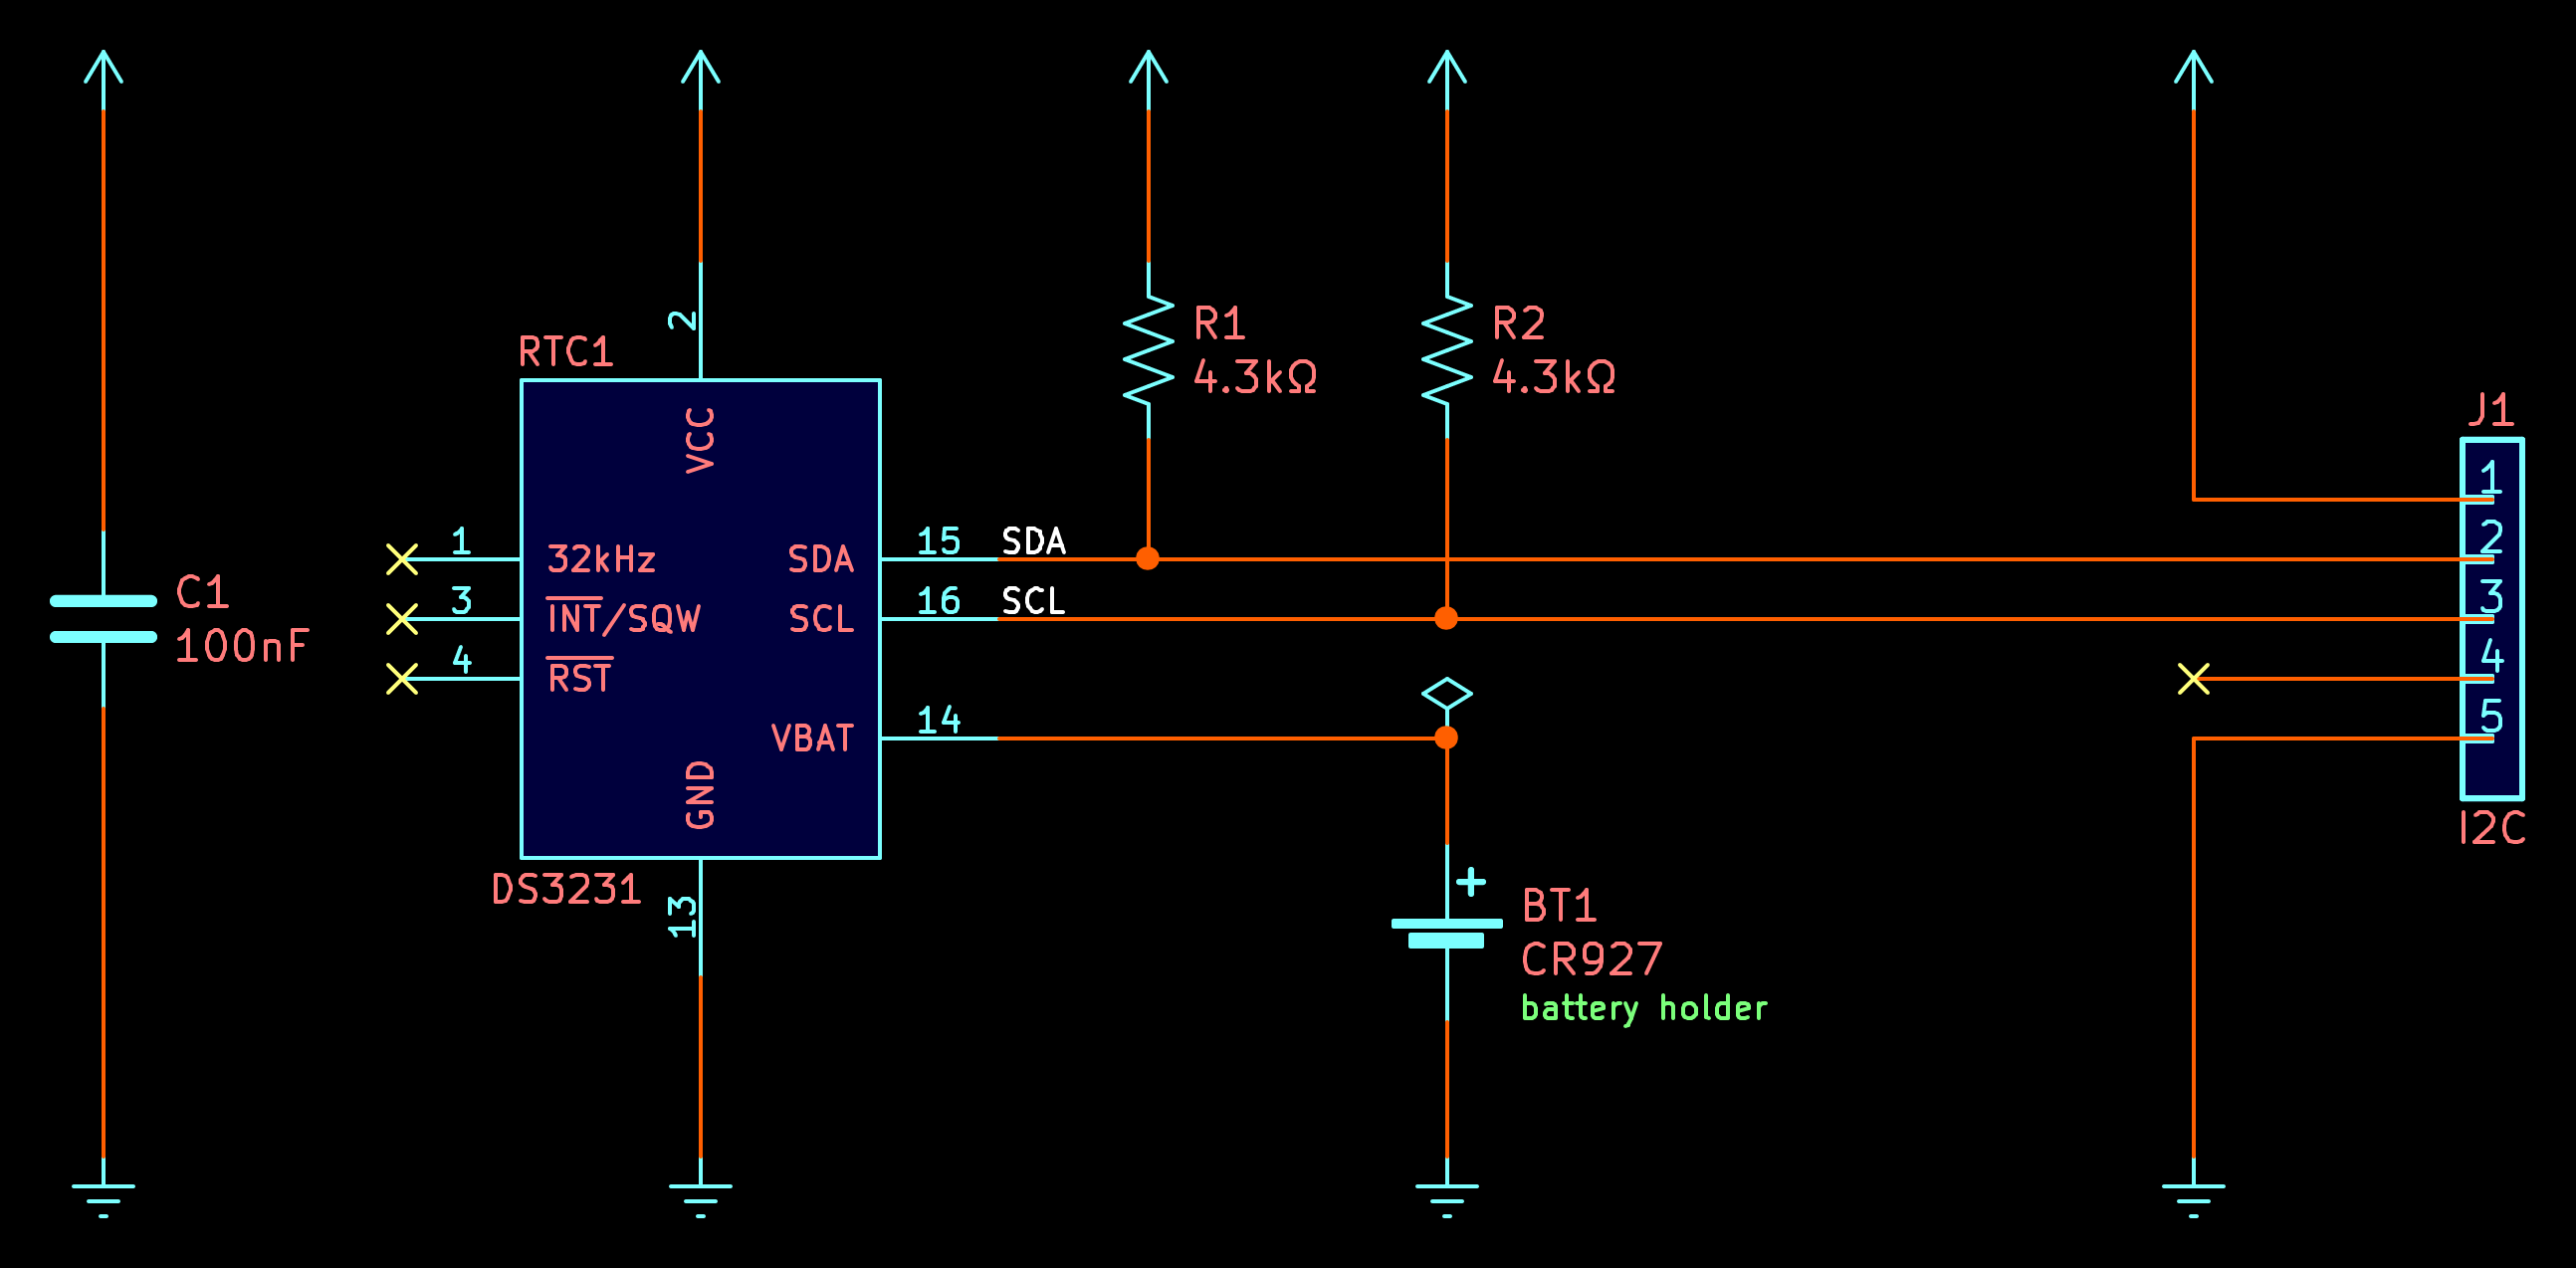 C1
100nF
RTC1
2
VCC
1
32kHz
3
INT/SQW
4
RST
SDA
15
SDA
SCL
16
SCL
VBAT
14
GND
13
DS3231
R1
4.3kΩ
R2
4.3kΩ
+
BT1
CR927
battery holder
J1
1
2
3
4
5
I2C